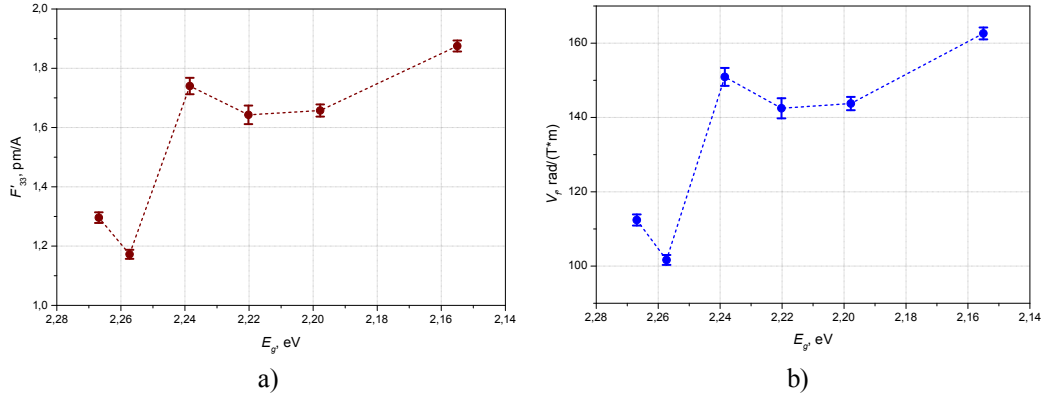 2,0
1,8
1,6
1,4
1,2
1,0
F'33, pm/A
2,28 2,26 2,24 2,22 2,20 2,18 2,16 2,14
Eg, eV
a)
160
140
120
100
Vf, rad/(T*m)
2,28 2,26 2,24 2,22 2,20 2,18 2,16 2,14
Eg, eV
b)